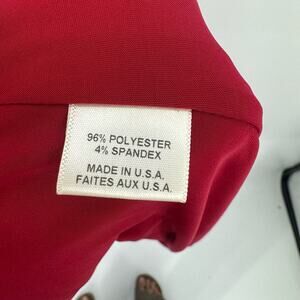 96% POLYESTER
4% SPANDEX
MADE IN U.S.A.
FAITES AUX U.S.A.